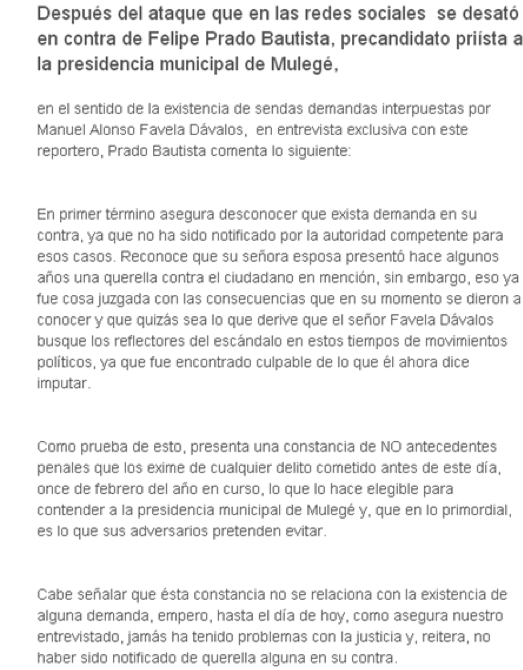 Después del ataque que en las redes sociales se desató
en contra de Felipe Prado Bautista, precandidato priísta a
la presidencia municipal de Mulegé,
en el sentido de la existencia de sendas demandas interpuestas por
Manuel Alonso Favela Dávalos, en entrevista exclusiva con este
reportero, Prado Bautista comenta lo siguiente:
En primer término asegura desconocer que exista demanda en su
contra, ya que no ha sido notificado por la autoridad competente para
esos casos. Reconoce que su señora esposa presentó hace algunos
años una querella contra el ciudadano en mención, sin embargo, eso ya
fue cosa juzgada con las consecuencias que en su momento se dieron a
conocer y que quizás sea lo que derive que el señor Favela Dávalos
busque los reflectores del escándalo en estos tiempos de movimientos
políticos, ya que fue encontrado culpable de lo que él ahora dice
imputar.
Como prueba de esto, presenta una constancia de NO antecedentes
penales que los exime de cualquier delito cometido antes de este día,
once de febrero del año en curso, lo que lo hace elegible para
contender a la presidencia municipal de Mulegé y, que en lo primordial,
es lo que sus adversarios pretenden evitar.
Cabe señalar que ésta constancia no se relaciona con la existencia de
alguna demanda, empero, hasta el día de hoy, como asegura nuestro
entrevistado, jamás ha tenido problemas con la justicia y, reitera, no
haber sido notificado de querella alguna en su contra.